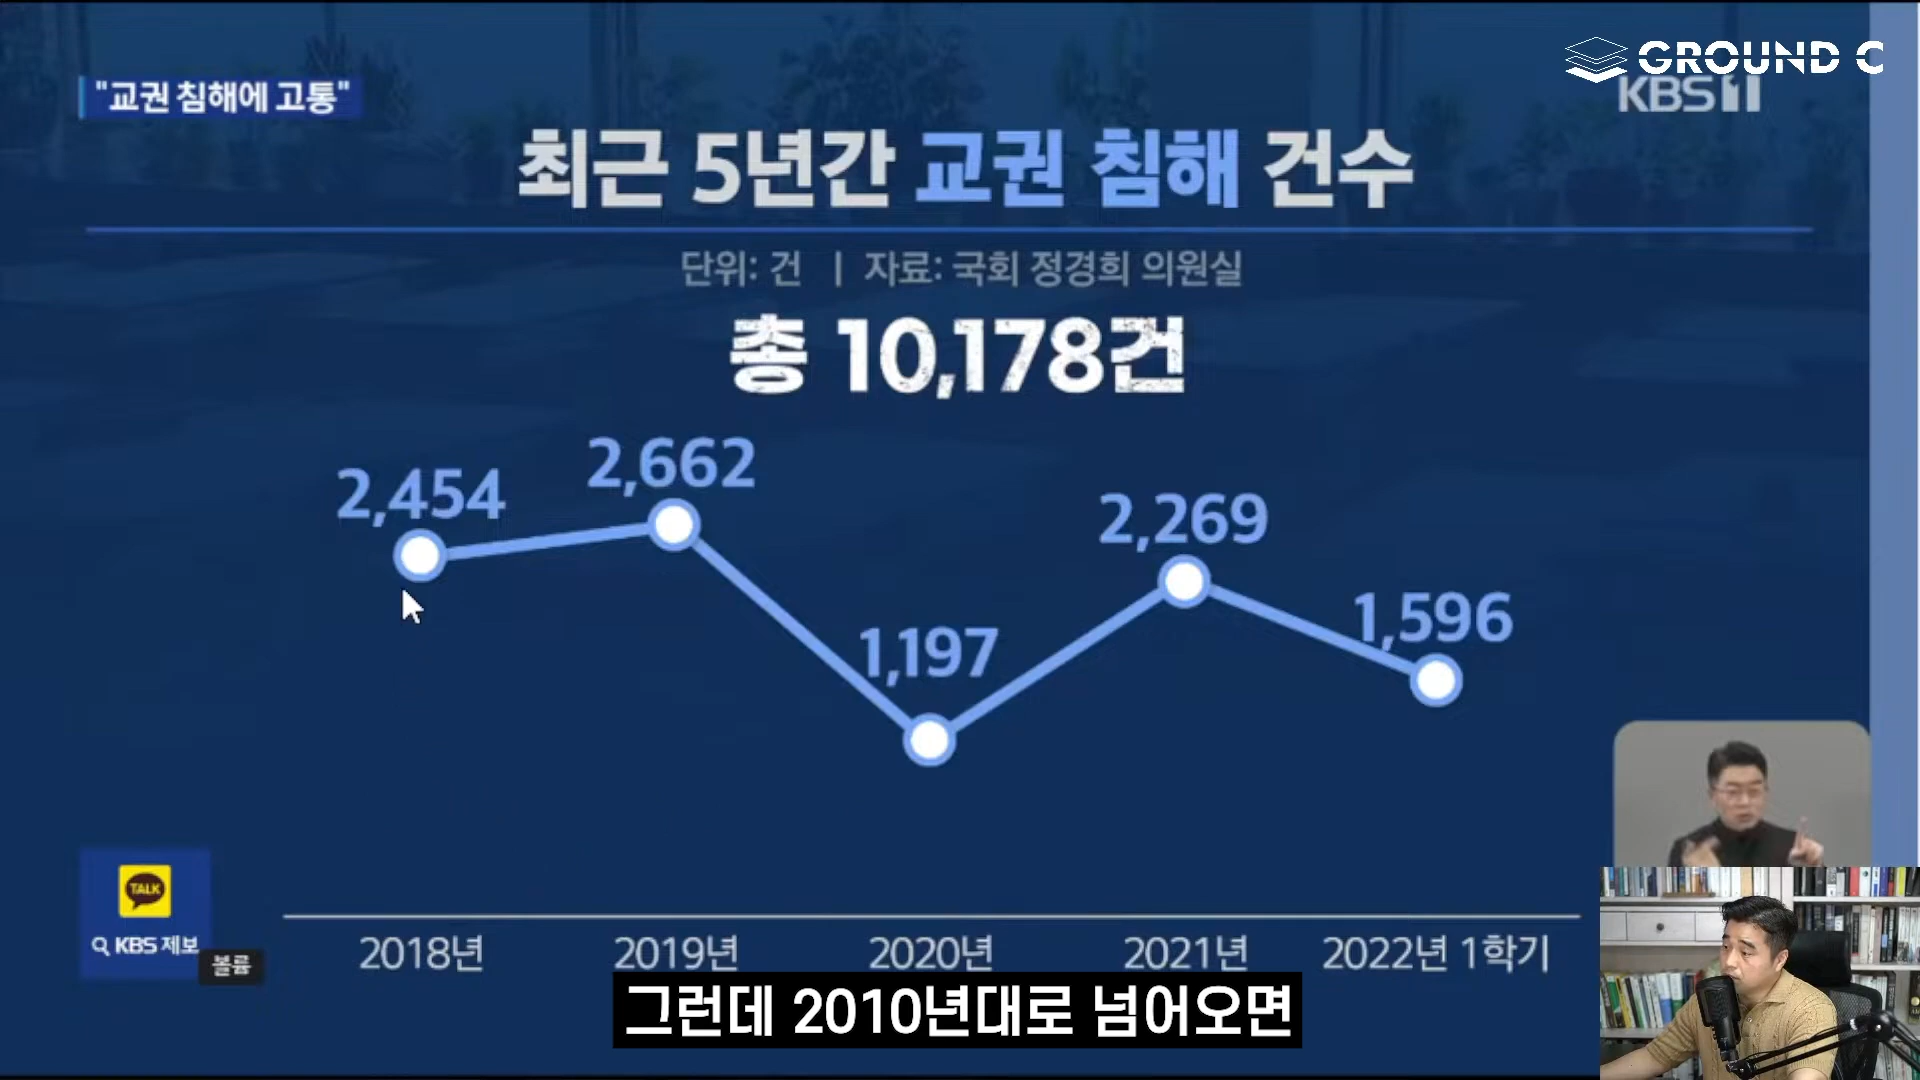 GROUND C
KBS 1
"교권 침해에 고통"
최근 5년간 교권 침해 건수
단위: 건 | 자료: 국회 정경희 의원실
총 10,178건
2,454
2,662
1,197
2,269
1,596
TALK
KBS 제보
볼륨
2018년
2019년
2020년
2021년
2022년 1학기
그런데 2010년대로 넘어오면